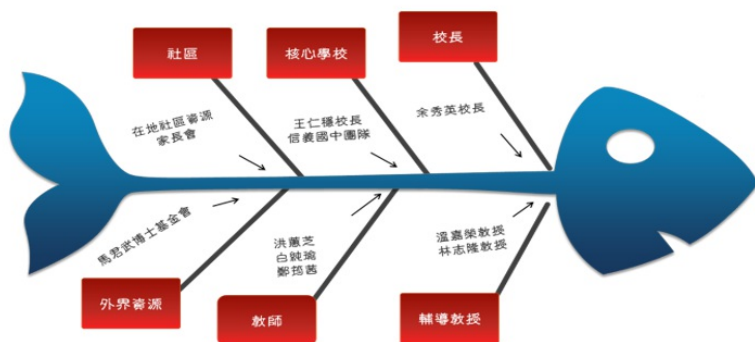 社區
核心學校
校長
在地社區資源
家長會
王仁穩校長
信義國中團隊
余秀英校長
馬君武博士基金會
洪蕙芝
白鎲瑜
鄭筠茜
溫嘉榮教授
林志隆教授
外界資源
教師
輔導教授